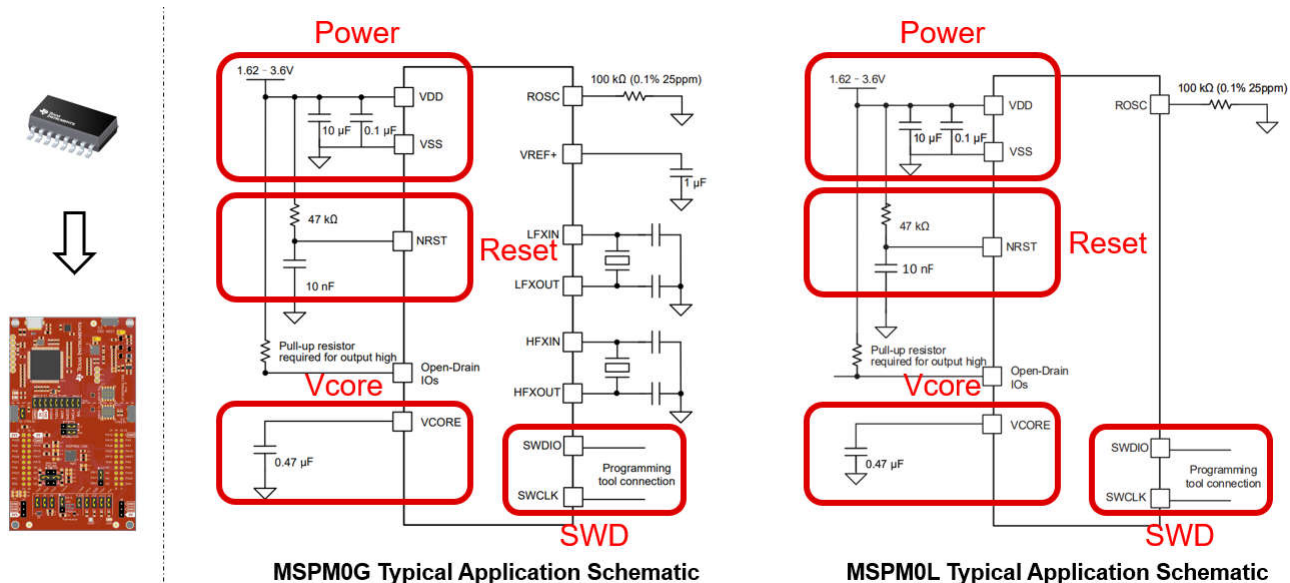 Power
1.62 - 3.6V
VDD
10 µF
0.1 µF
VSS
47 kΩ
NRST
Reset
10 nF
Pull-up resistor
required for output high
Open-Drain
IOs
Vcore
VCORE
0.47 µF
ROSC
100 kΩ (0.1% 25ppm)
VREF+
1 µF
LFXIN
LFXOUT
HFXIN
HFXOUT
SWDIO
Programming
tool connection
SWCLK
SWD
MSPM0G Typical Application Schematic
Power
1.62 - 3.6V
VDD
10 µF
0.1 µF
VSS
47 kΩ
NRST
Reset
10 nF
Pull-up resistor
required for output high
Open-Drain
IOs
Vcore
VCORE
0.47 µF
ROSC
100 kΩ (0.1% 25ppm)
SWDIO
Programming
tool connection
SWCLK
SWD
MSPM0L Typical Application Schematic